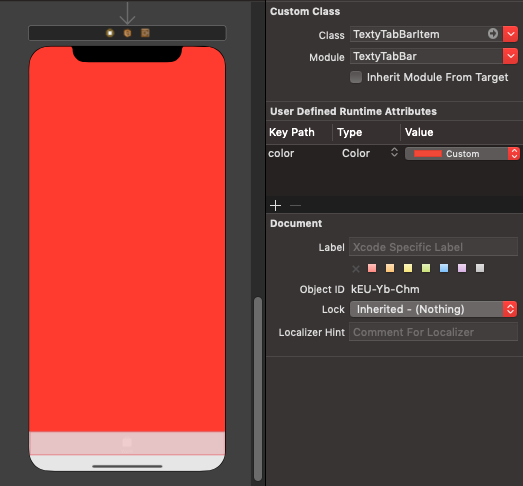 Custom Class
Class TextyTabBarItem
Module TextyTabBar
Inherit Module From Target
User Defined Runtime Attributes
Key Path Type Value
color Color Custom
Document
Label Xcode Specific Label
Object ID kEU-Yb-Chm
Lock Inherited - (Nothing)
Localizer Hint Comment For Localizer